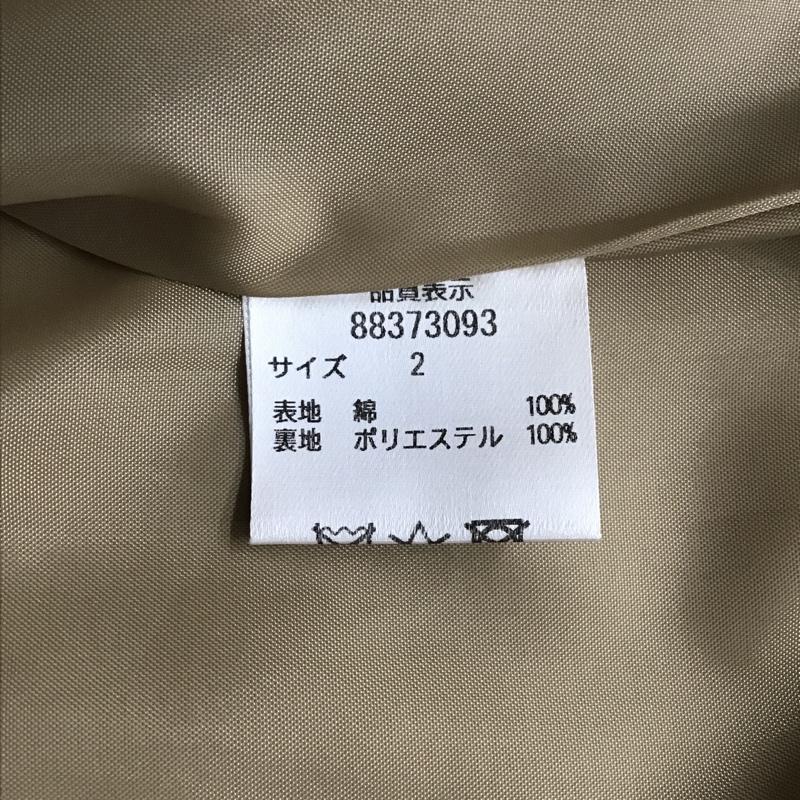 品質表示
88373093
サイズ 2
表地 綿 100%
裏地 ポリエステル 100%